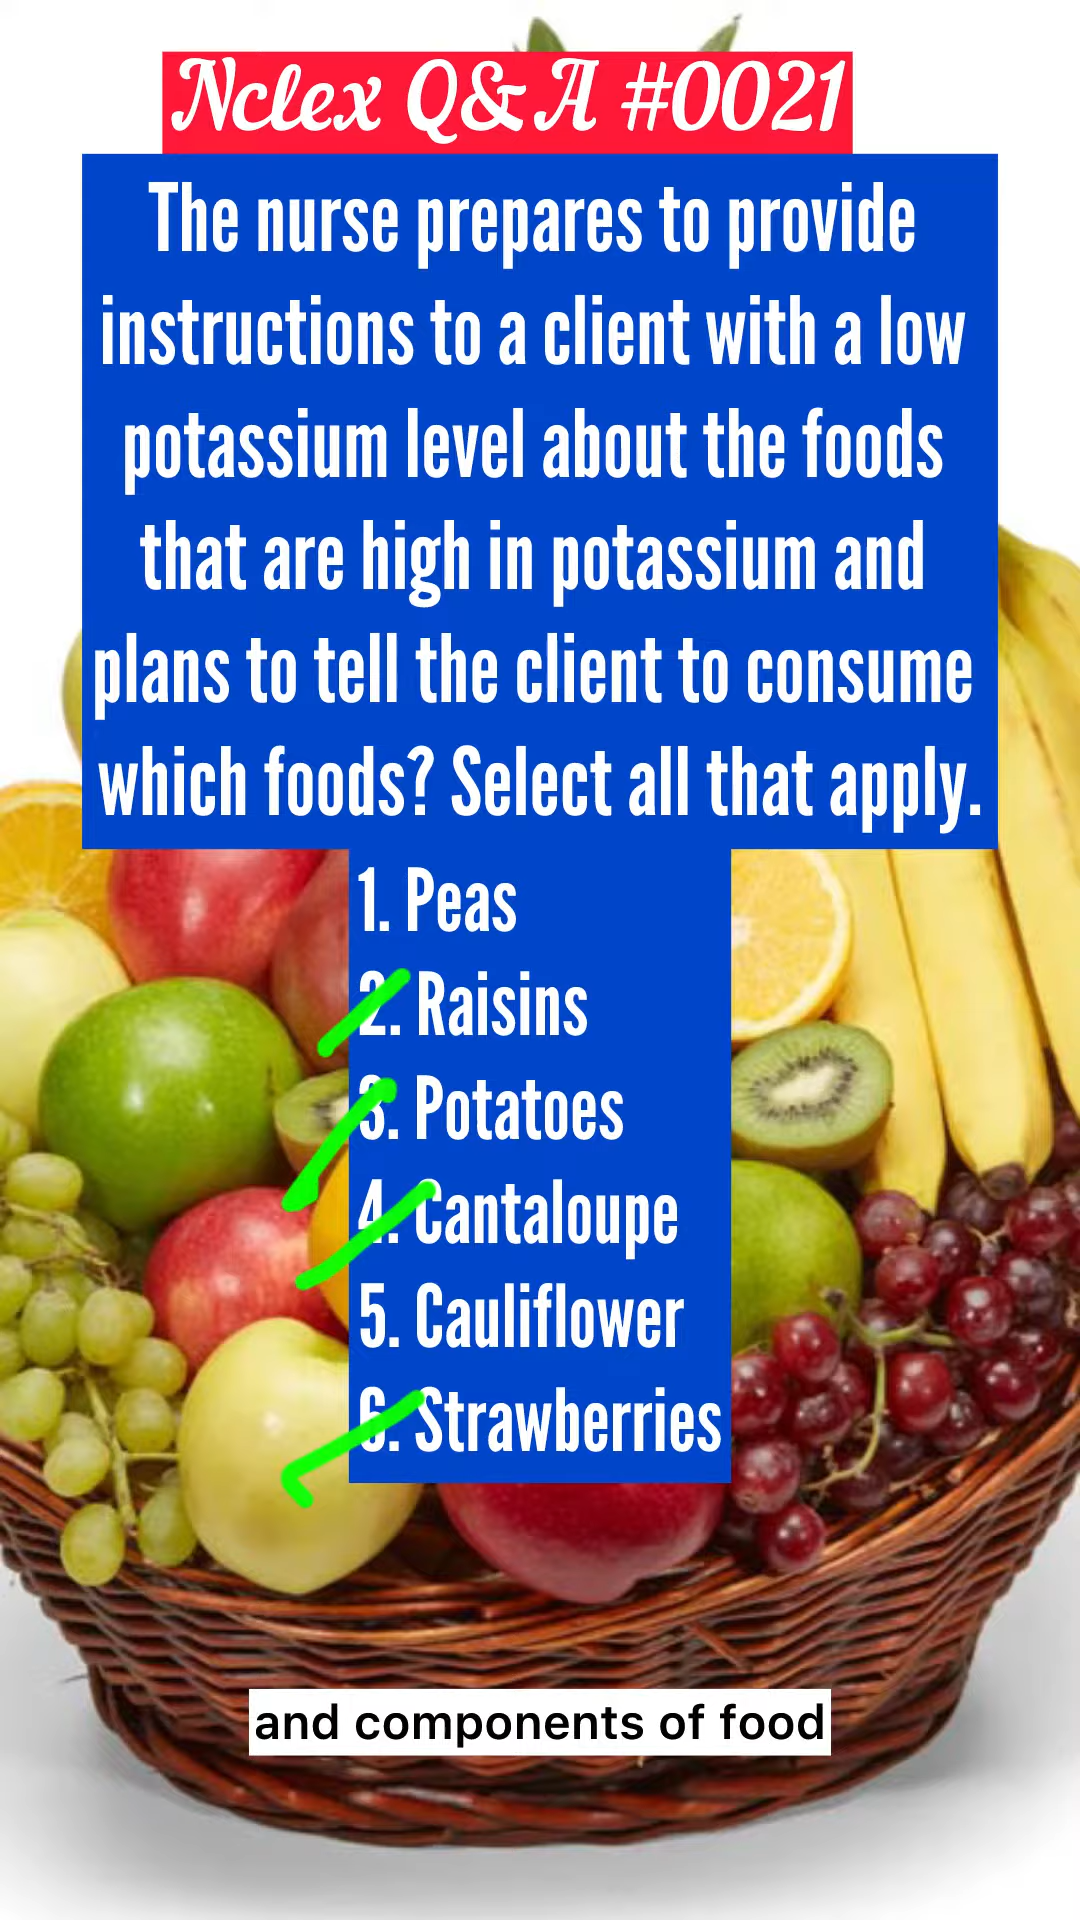 Nclex Q&A #0021
The nurse prepares to provide
instructions to a client with a low
potassium level about the foods
that are high in potassium and
plans to tell the client to consume
which foods? Select all that apply.
1. Peas
2. Raisins
3. Potatoes
4. Cantaloupe
5. Cauliflower
6. Strawberries
and components of food